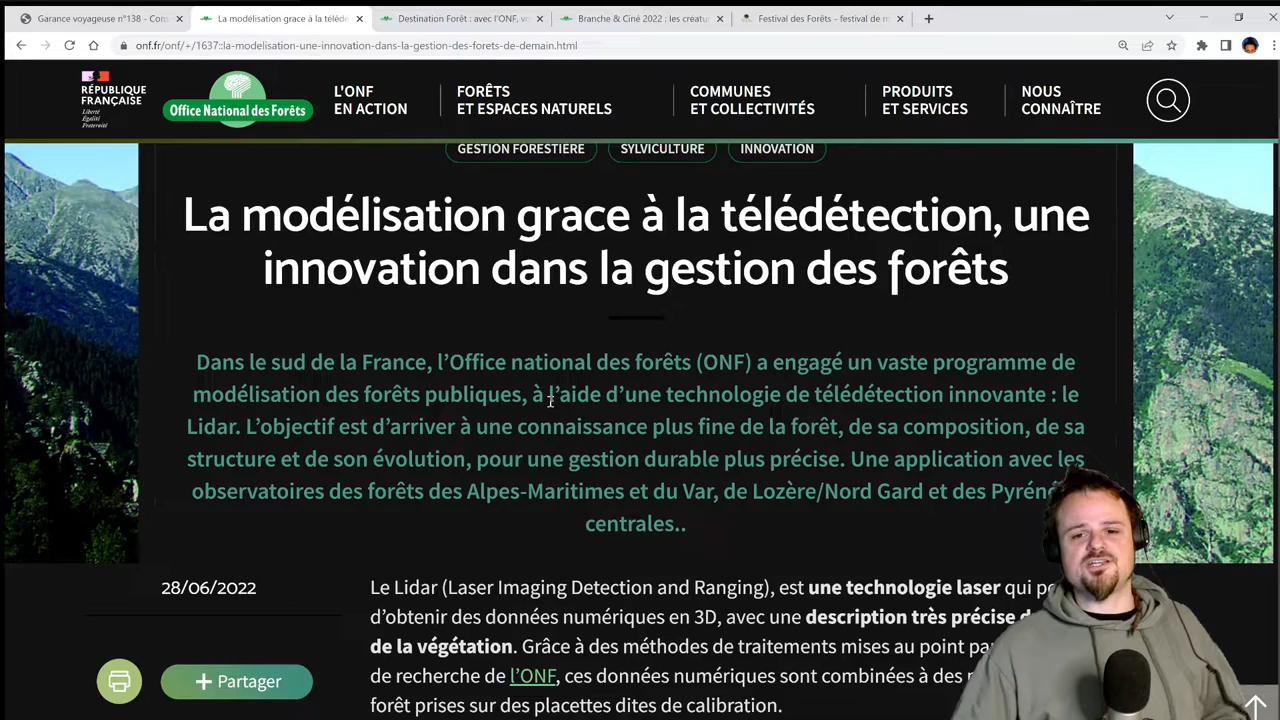 Garance voyageuse n°138 - Con
La modélisation grace à la téléd
Destination Forêt : avec l'ONF, v
Branche & Ciné 2022 : les créatu
Festival des Forêts - festival de m
onf.fr/onf/+/1637::la-modelisation-une-innovation-dans-la-gestion-des-forets-de-demain.html
RÉPUBLIQUE
FRANÇAISE
Liberté
Égalité
Fraternité
Office National des Forêts
L'ONF
EN ACTION
FORÊTS
ET ESPACES NATURELS
COMMUNES
ET COLLECTIVITÉS
PRODUITS
ET SERVICES
NOUS
CONNAÎTRE
GESTION FORESTIÈRE
SYLVICULTURE
INNOVATION
La modélisation grace à la télédétection, une
innovation dans la gestion des forêts
Dans le sud de la France, l'Office national des forêts (ONF) a engagé un vaste programme de
modélisation des forêts publiques, à l'aide d'une technologie de télédétection innovante : le
Lidar. L'objectif est d'arriver à une connaissance plus fine de la forêt, de sa composition, de sa
structure et de son évolution, pour une gestion durable plus précise. Une application avec les
observatoires des forêts des Alpes-Maritimes et du Var, de Lozère/Nord Gard et des Pyrén
centrales..
28/06/2022
Le Lidar (Laser Imaging Detection and Ranging), est une technologie laser qui
d'obtenir des données numériques en 3D, avec une description très précise
de la végétation. Grâce à des méthodes de traitements mises au point
de recherche de l'ONF, ces données numériques sont combinées à des
forêt prises sur des placettes dites de calibration.
+ Partager